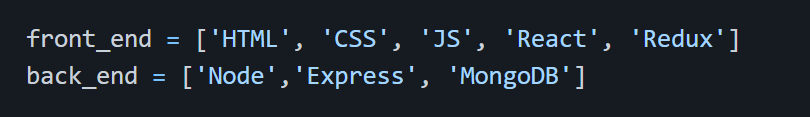 front_end = ['HTML', 'CSS', 'JS', 'React', 'Redux']
back_end = ['Node','Express', 'MongoDB']